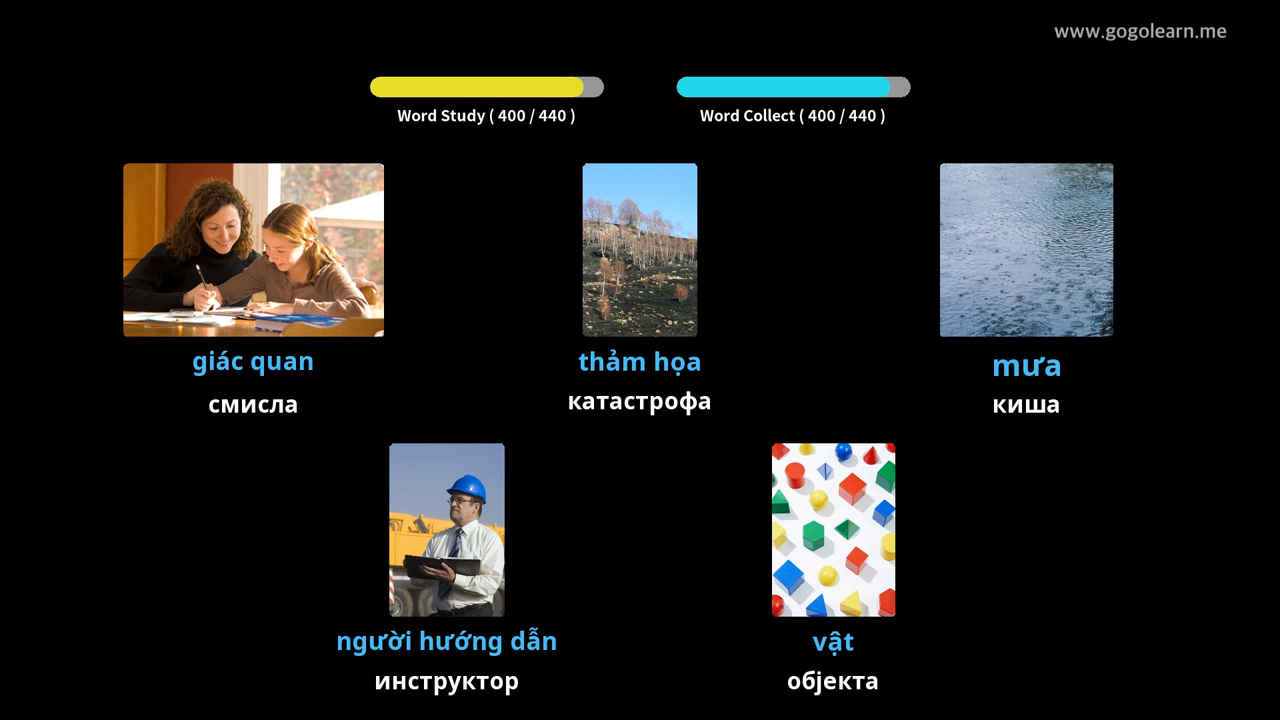 www.gogolearn.me
Word Study ( 400 / 440 )
Word Collect ( 400 / 440 )
giác quan
смисла
thảm họa
катастрофа
mưa
киша
người hướng dẫn
инструктор
vật
објекта